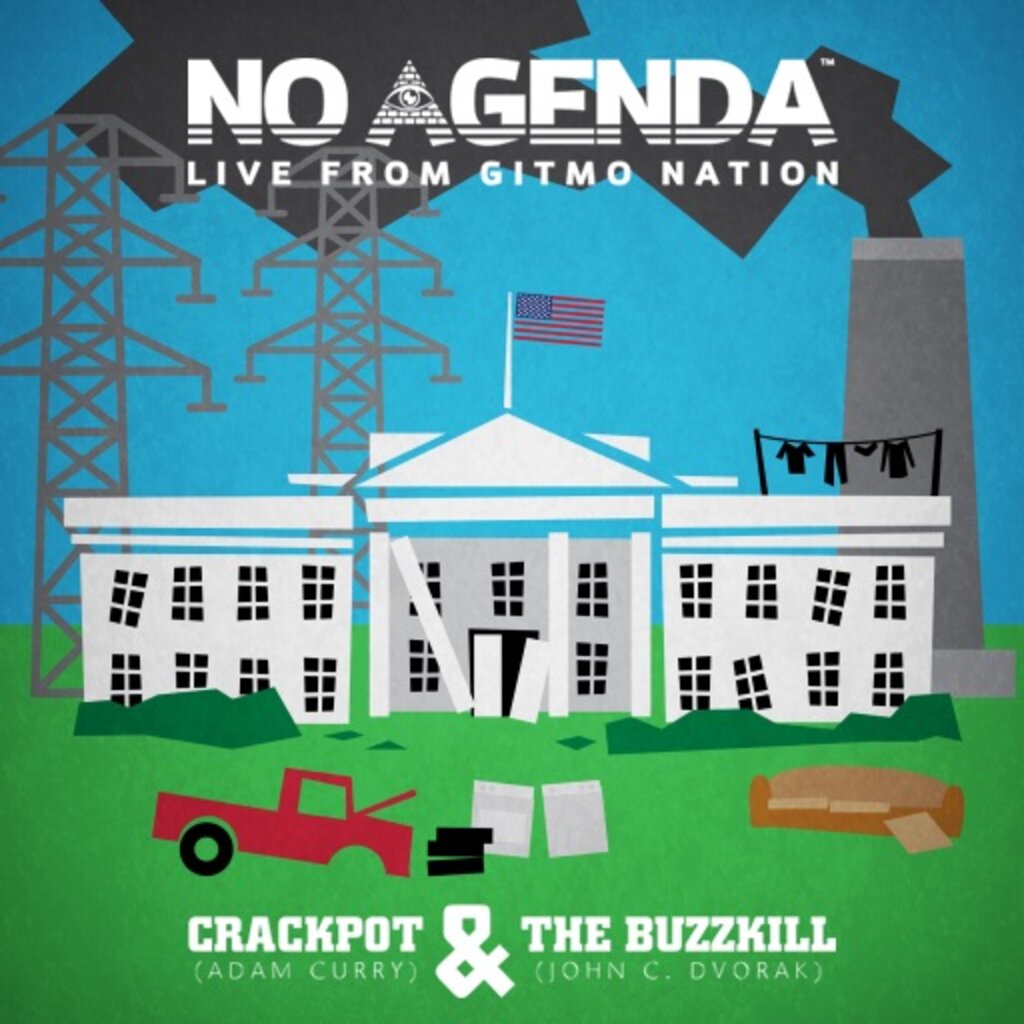 NO AGENDA™
LIVE FROM GITMO NATION
CRACKPOT & THE BUZZKILL
(ADAM CURRY) (JOHN C. DVORAK)